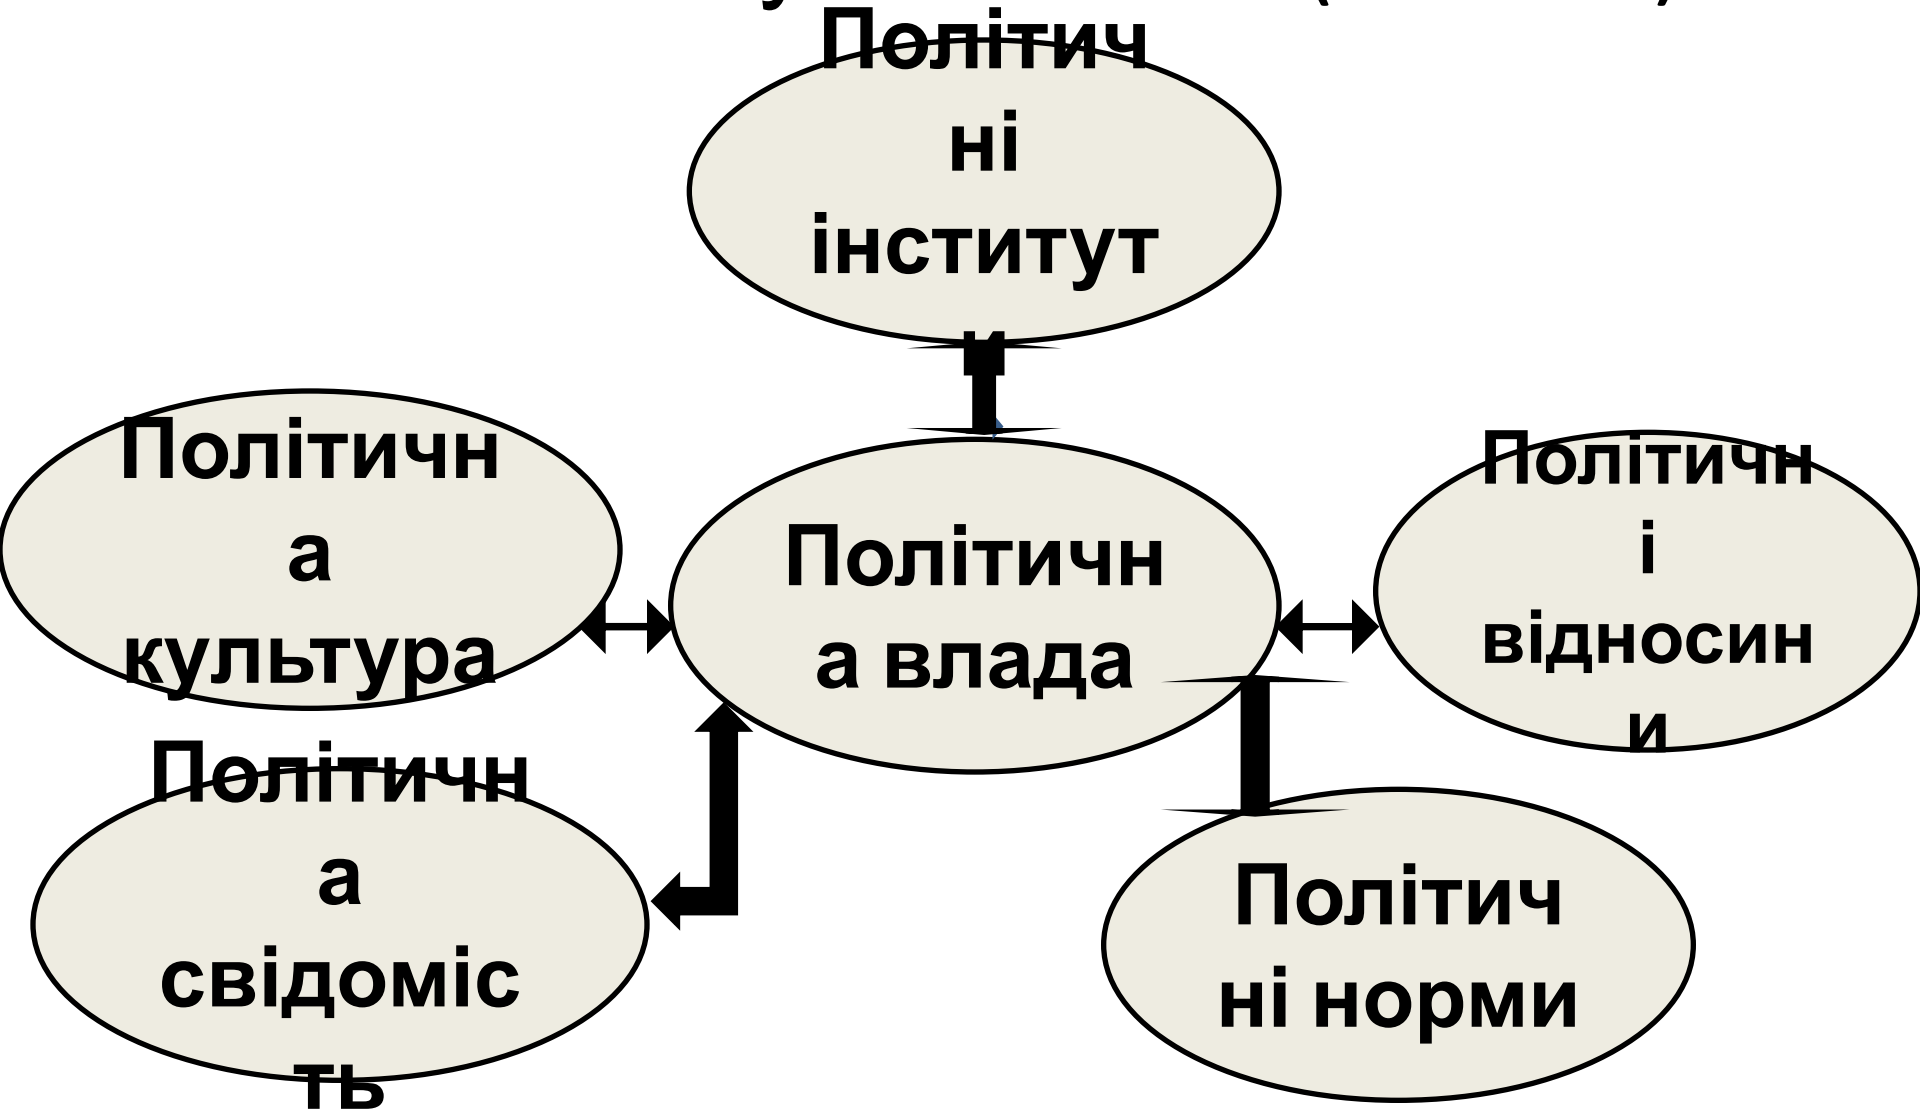 Політич
ні
інститут
и
Політичн
а
культура
Політичн
а влада
Політичн
і
відносин
и
Політичн
а
свідоміс
ть
Політич
ні норми